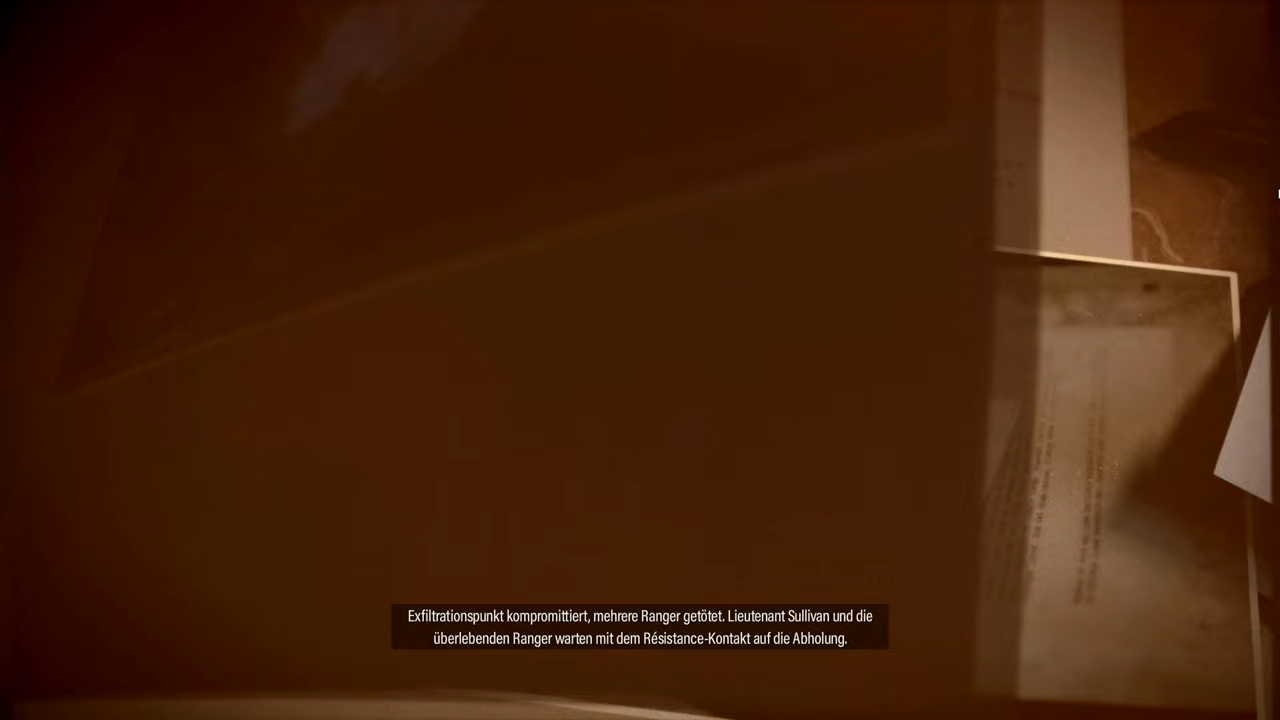 Exfiltrationspunkt kompromittiert, mehrere Ranger getötet. Lieutenant Sullivan und die
überlebenden Ranger warten mit dem Résistance-Kontakt auf die Abholung.